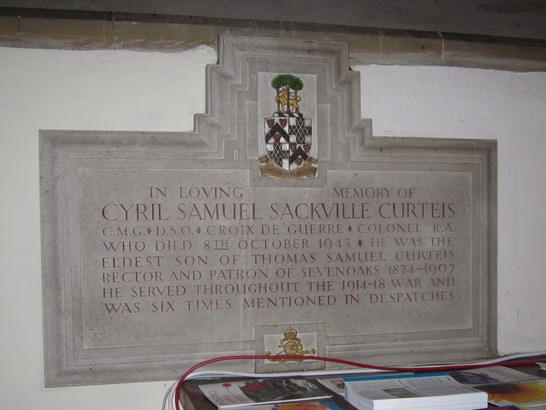 IN LOVING MEMORY OF
CYRIL SAMUEL SACKVILLE CURTEIS
C.M.G. ♦ D.S.O. ♦ CROIX DE GUERRE ♦ COLONEL R.A.
WHO DIED 8TH OCTOBER 1943 ♦ HE WAS THE
ELDEST SON OF THOMAS SAMUEL CURTEIS
RECTOR AND PATRON OF SEVENOAKS 1874-1907
HE SERVED THROUGHOUT THE 1914-18 WAR AND
WAS SIX TIMES MENTIONED IN DESPATCHES